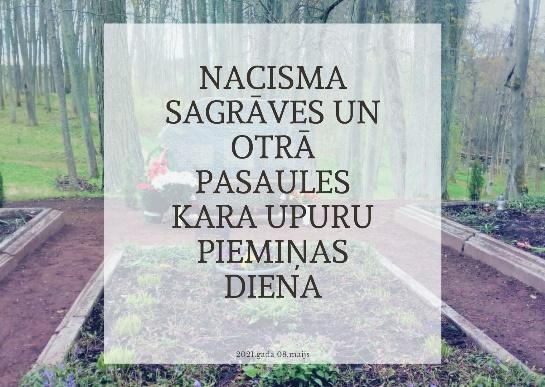 NACISMA
SAGRĀVES UN
OTRĀ
PASAULES
KARA UPURU
PIEMIŅAS
DIENA
2021.gada 08.maijs